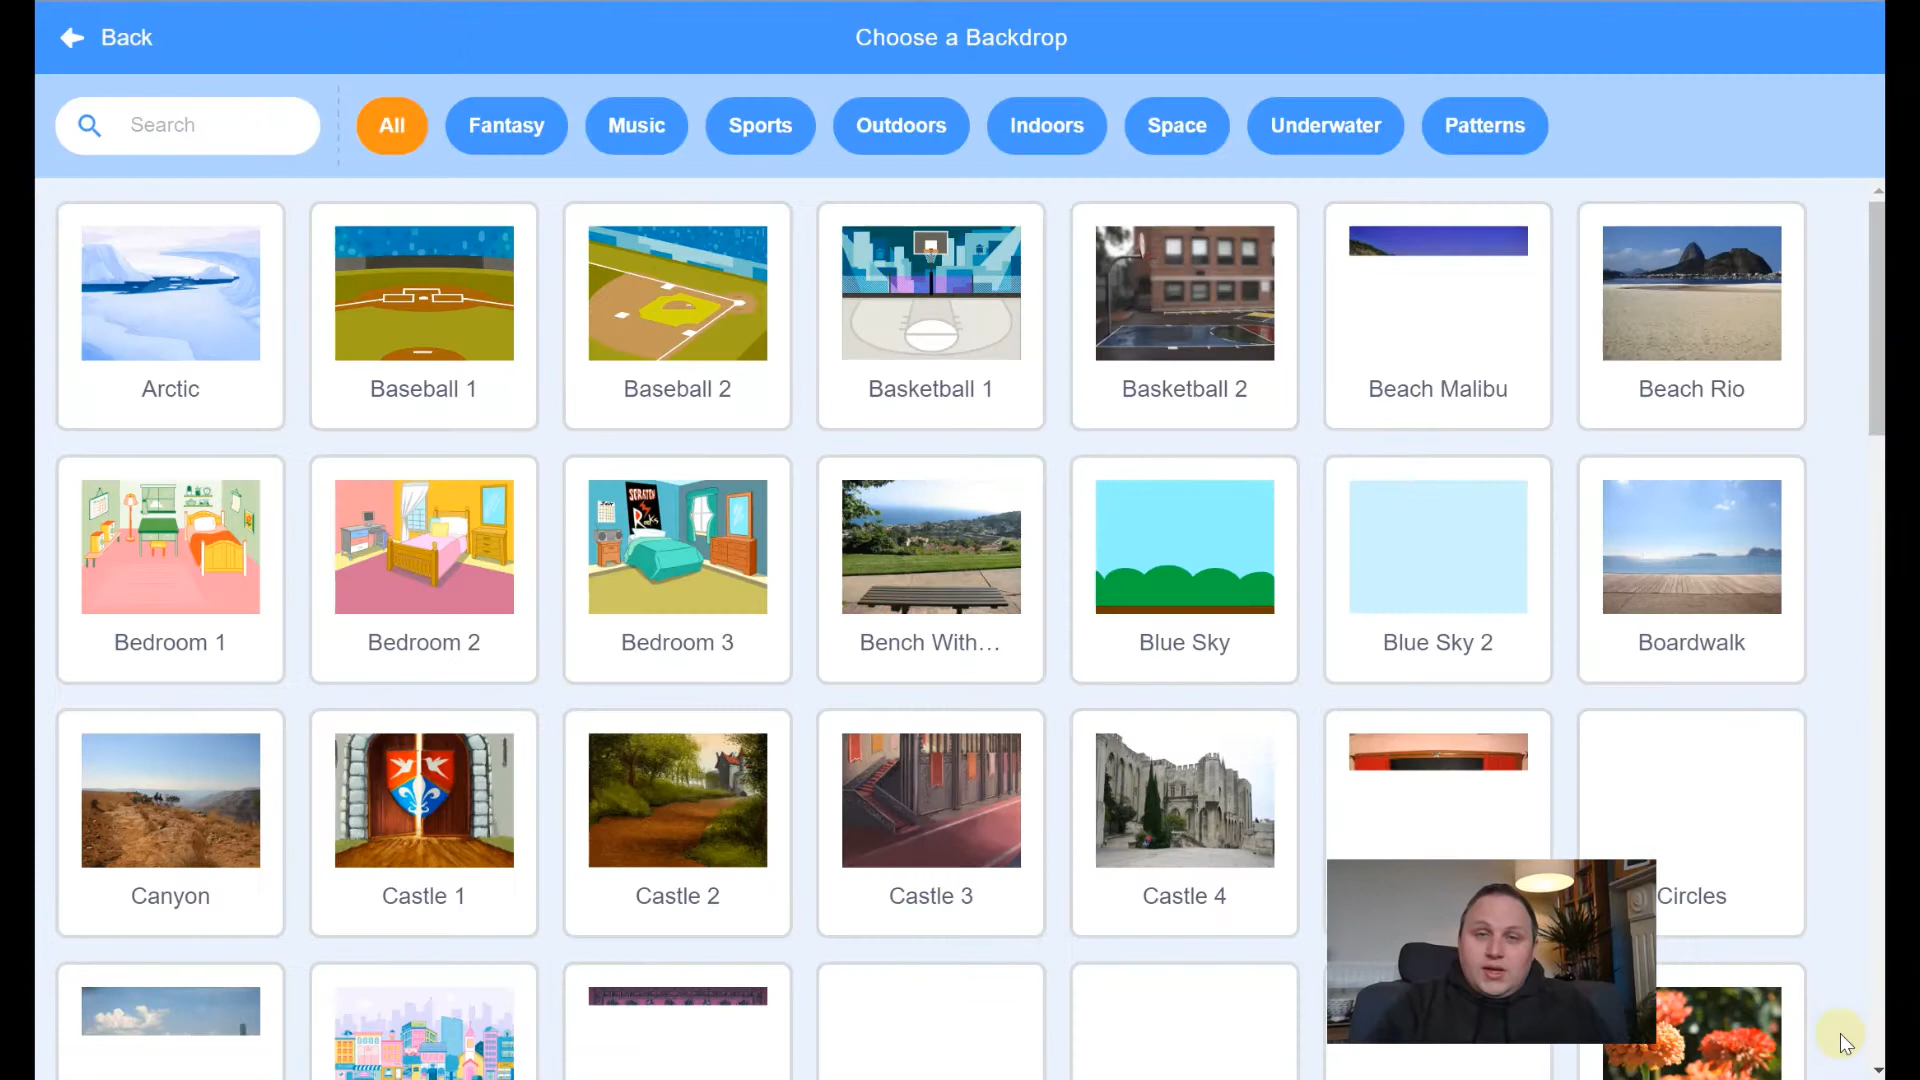 Back
Choose a Backdrop
Search
All
Fantasy
Music
Sports
Outdoors
Indoors
Space
Underwater
Patterns
Arctic
Baseball 1
Baseball 2
Basketball 1
Basketball 2
Beach Malibu
Beach Rio
SCRATCH
Rocks
Bedroom 1
Bedroom 2
Bedroom 3
Bench With…
Blue Sky
Blue Sky 2
Boardwalk
Canyon
Castle 1
Castle 2
Castle 3
Castle 4
Circles